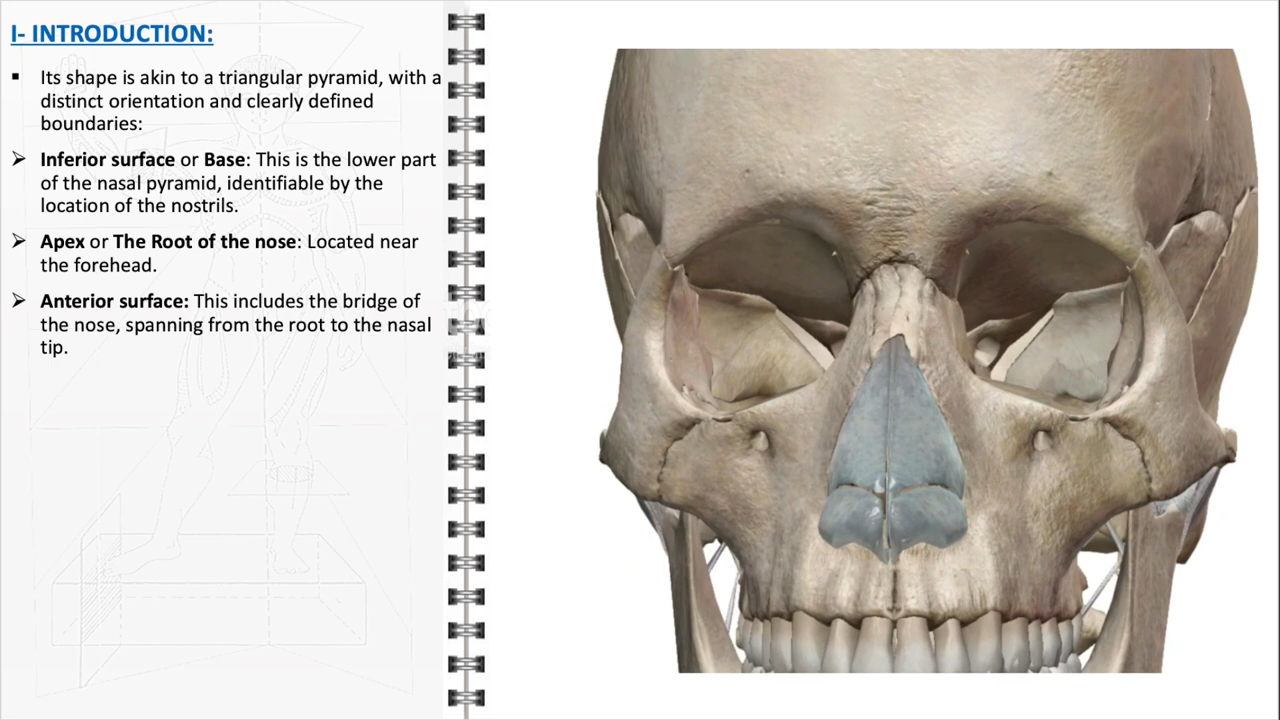 I- INTRODUCTION:
▪ Its shape is akin to a triangular pyramid, with a
distinct orientation and clearly defined
boundaries:
➢ Inferior surface or Base: This is the lower part
of the nasal pyramid, identifiable by the
location of the nostrils.
➢ Apex or The Root of the nose: Located near
the forehead.
➢ Anterior surface: This includes the bridge of
the nose, spanning from the root to the nasal
tip.